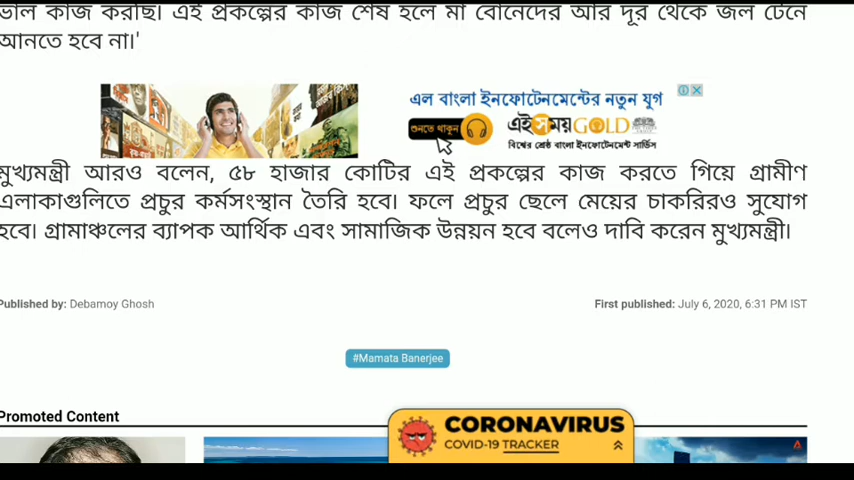 ভাল কাজ করছি। এই প্রকল্পের কাজ শেষ হলে মা বোনেদের আর দূর থেকে জল টেনে
আনতে হবে না।'
এল বাংলা ইনফোটেনমেন্টের নতুন যুগ
শুনতে থাকুন
এই সময় GOLD
বিশ্বের শ্রেষ্ঠ বাংলা ইনফোটেনমেন্ট সার্ভিস
মুখ্যমন্ত্রী আরও বলেন, ৫৮ হাজার কোটির এই প্রকল্পের কাজ করতে গিয়ে গ্রামীণ
এলাকাগুলিতে প্রচুর কর্মসংস্থান তৈরি হবে। ফলে প্রচুর ছেলে মেয়ের চাকরিরও সুযোগ
হবে। গ্রামাঞ্চলের ব্যাপক আর্থিক এবং সামাজিক উন্নয়ন হবে বলেও দাবি করেন মুখ্যমন্ত্রী।
Published by: Debamoy Ghosh
First published: July 6, 2020, 6:31 PM IST
#Mamata Banerjee
Promoted Content
CORONAVIRUS
COVID-19 TRACKER